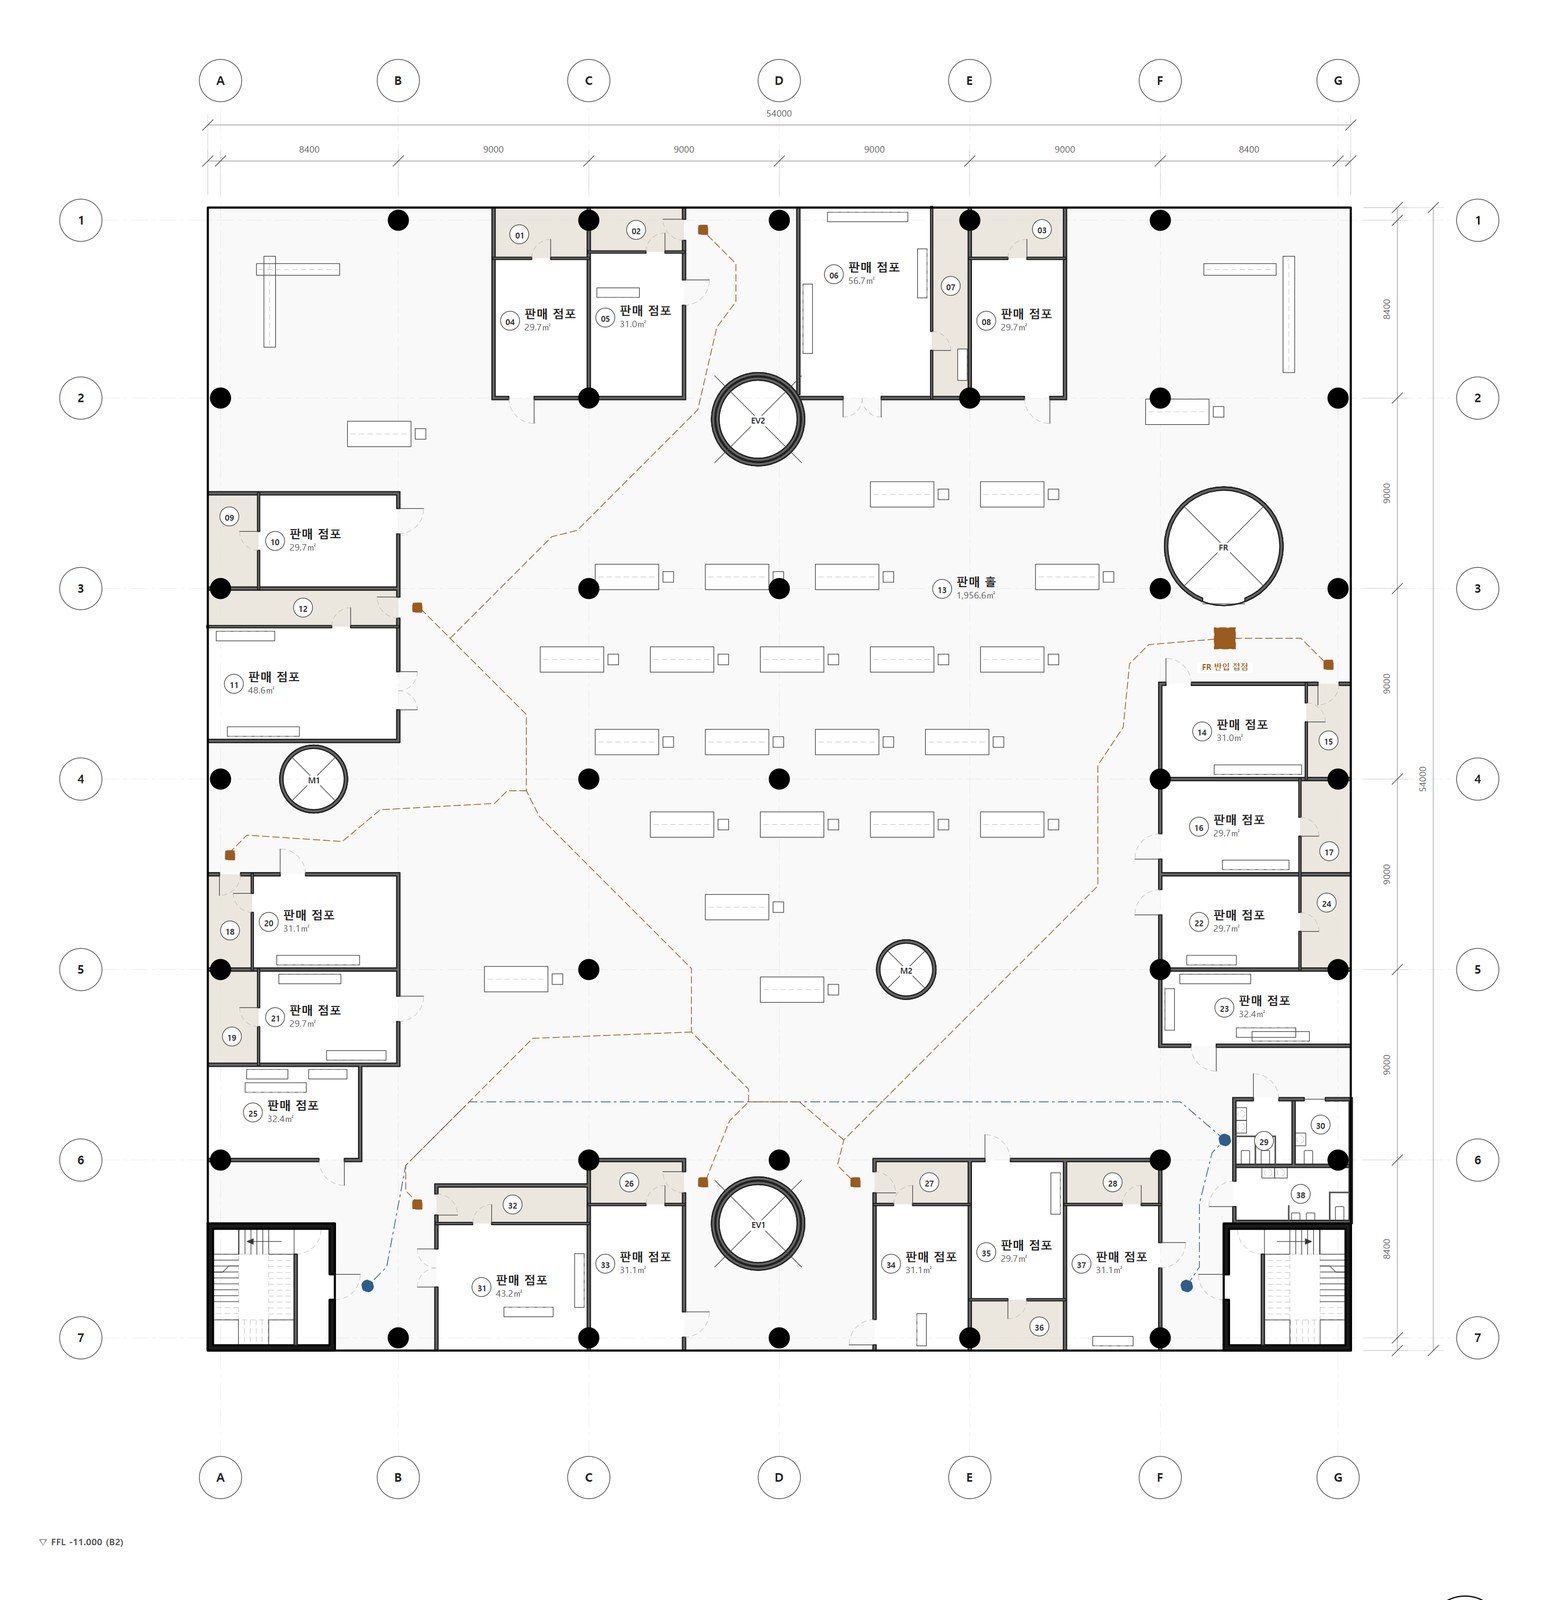 A B C D E F G
54000
8400 9000 9000 9000 9000 8400
1 1
01 02 03
06 판매 점포
56.7㎡
07
04 판매 점포
29.7㎡
05 판매 점포
31.0㎡
08 판매 점포
29.7㎡
8400
2 2
EV2
9000
09
10 판매 점포
29.7㎡
FR
3 3
12
13 판매 홀
1,956.6㎡
FR 반입 접점
11 판매 점포
48.6㎡
9000
14 판매 점포
31.0㎡
15
4 M1 4
54000
16 판매 점포
29.7㎡
17
9000
18
20 판매 점포
31.1㎡
22 판매 점포
29.7㎡
24
5 M2 5
21 판매 점포
29.7㎡
19
23 판매 점포
32.4㎡
9000
25 판매 점포
32.4㎡
29 30
6 6
26 27 28
32 38
EV1
8400
31 판매 점포
43.2㎡
33 판매 점포
31.1㎡
34 판매 점포
31.1㎡
35 판매 점포
29.7㎡
37 판매 점포
31.1㎡
36
7 7
A B C D E F G
▽ FFL -11.000 (B2)